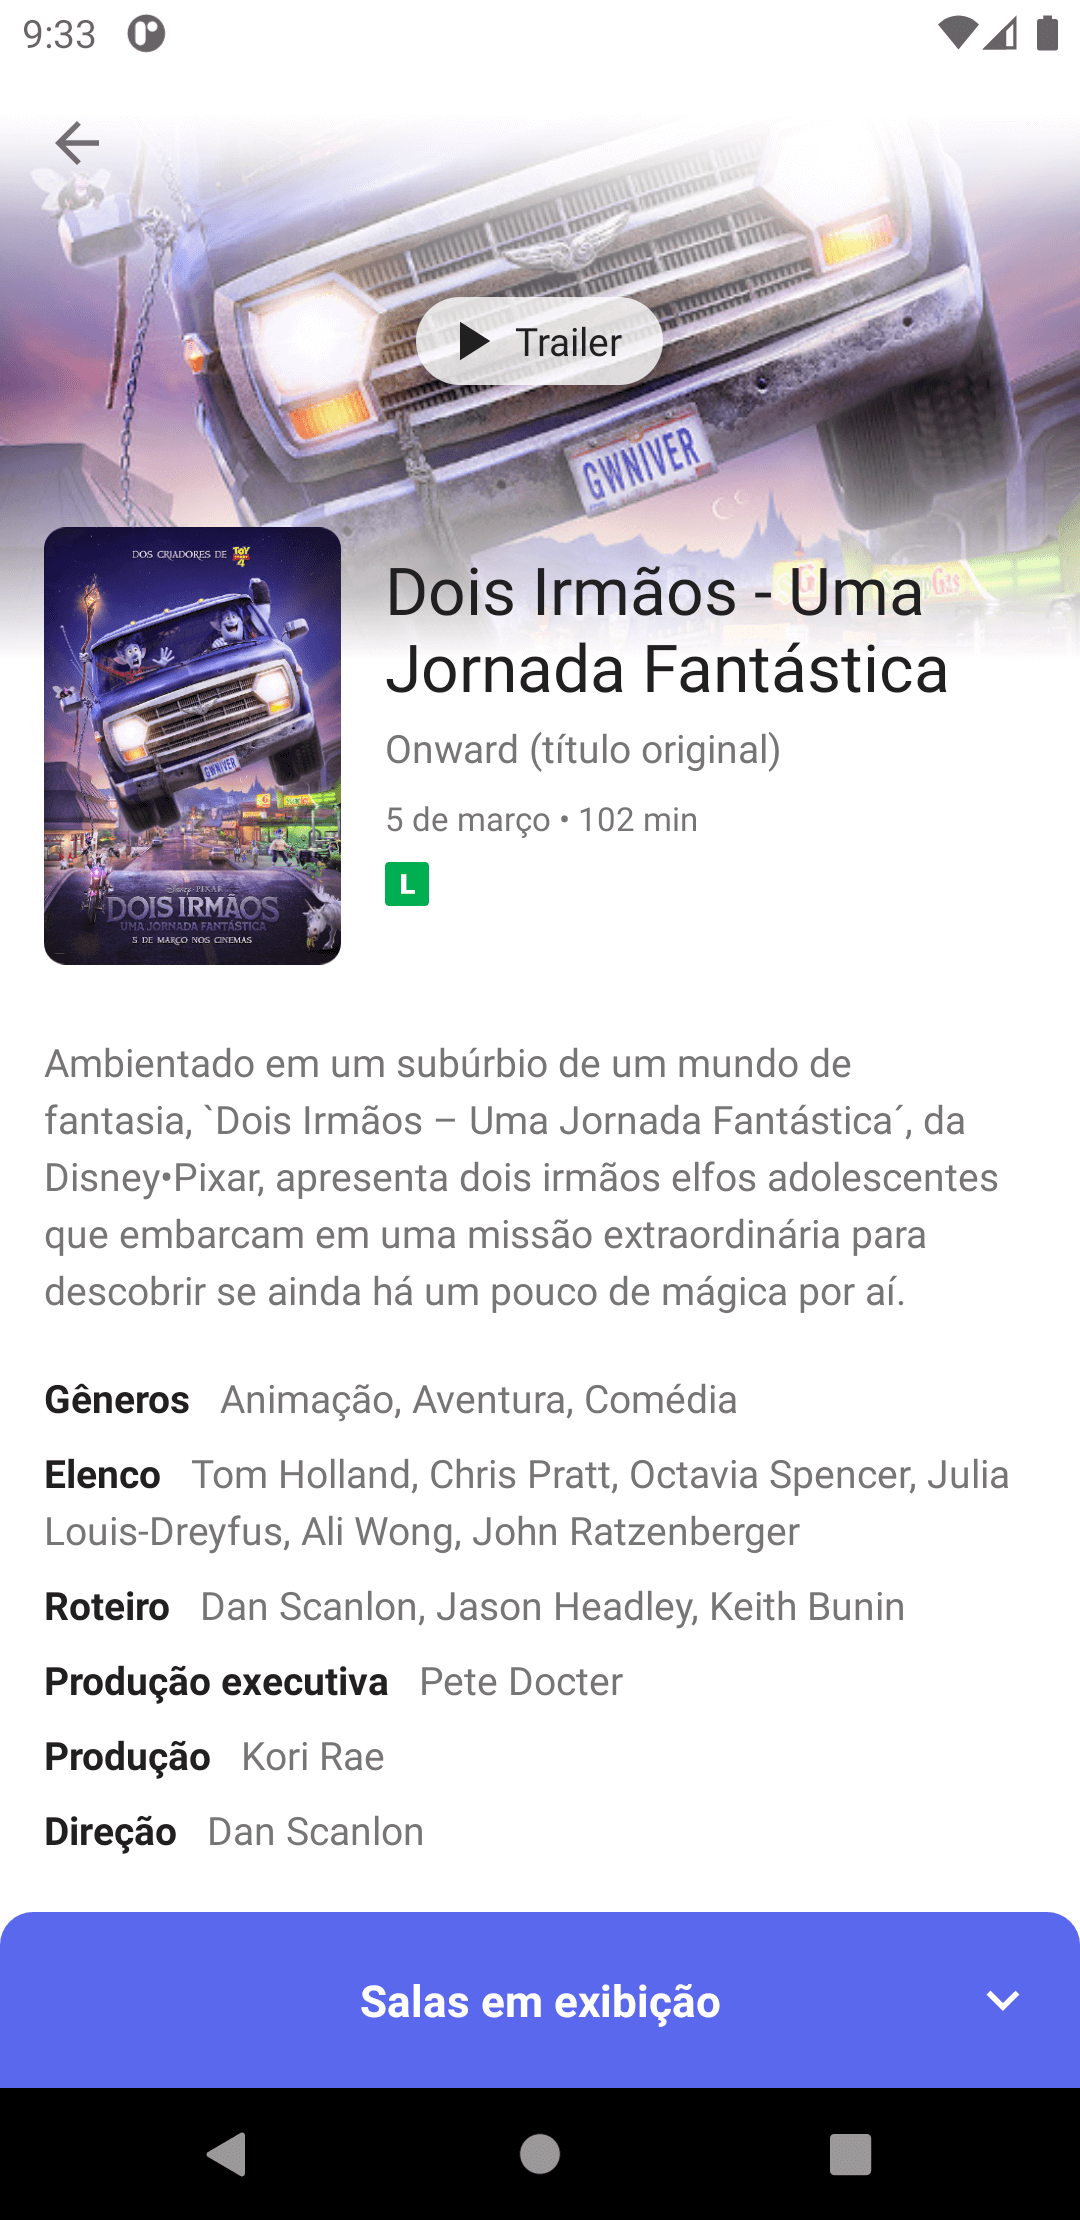 9:33
Trailer
GWNIVER
DOS CRIADORES DE TOY STORY 4
GWNIVER
Disney·PIXAR
DOIS IRMÃOS
UMA JORNADA FANTÁSTICA
5 DE MARÇO NOS CINEMAS
Dois Irmãos - Uma
Jornada Fantástica
Onward (título original)
5 de março • 102 min
L
Ambientado em um subúrbio de um mundo de
fantasia, `Dois Irmãos – Uma Jornada Fantástica´, da
Disney•Pixar, apresenta dois irmãos elfos adolescentes
que embarcam em uma missão extraordinária para
descobrir se ainda há um pouco de mágica por aí.
Gêneros Animação, Aventura, Comédia
Elenco Tom Holland, Chris Pratt, Octavia Spencer, Julia
Louis-Dreyfus, Ali Wong, John Ratzenberger
Roteiro Dan Scanlon, Jason Headley, Keith Bunin
Produção executiva Pete Docter
Produção Kori Rae
Direção Dan Scanlon
Salas em exibição